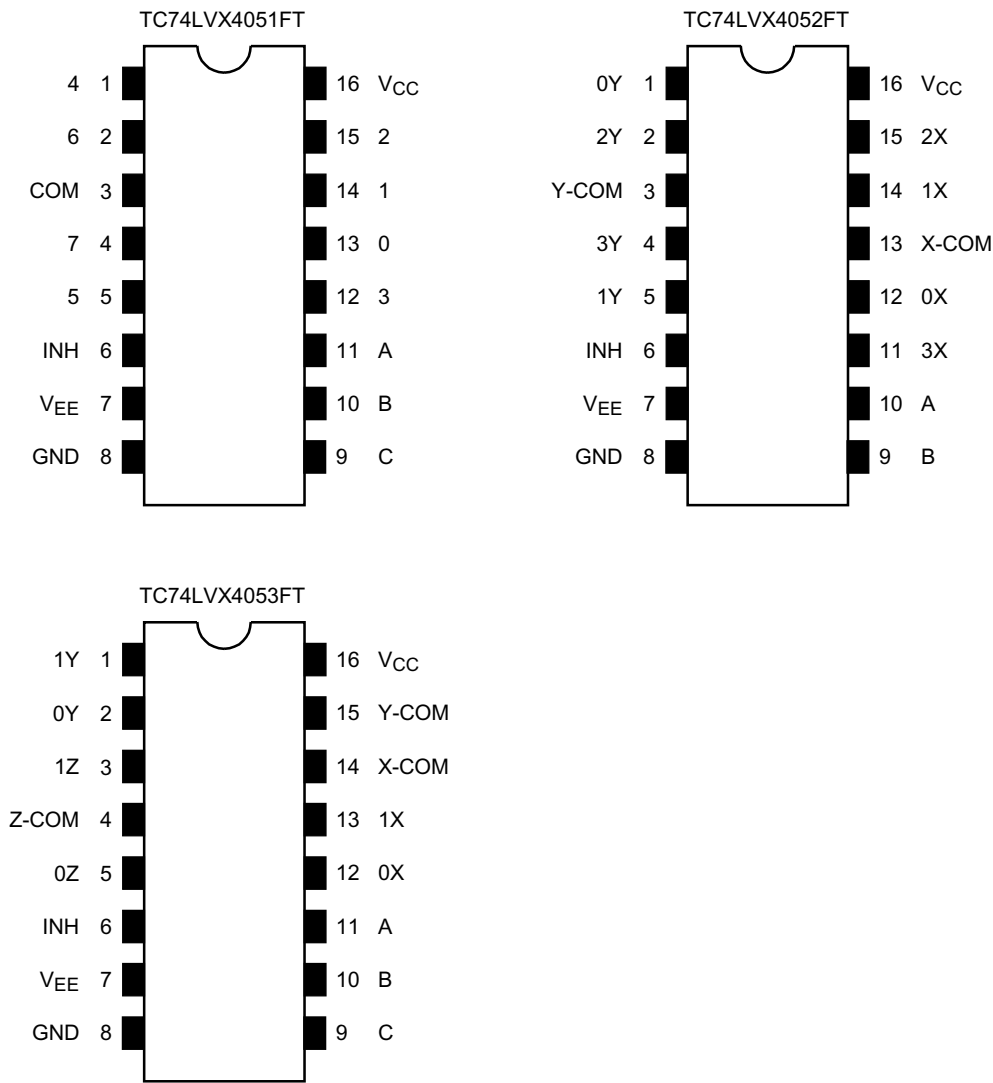 TC74LVX4051FT
4 1 16 VCC
6 2 15 2
COM 3 14 1
7 4 13 0
5 5 12 3
INH 6 11 A
VEE 7 10 B
GND 8 9 C
TC74LVX4052FT
0Y 1 16 VCC
2Y 2 15 2X
Y-COM 3 14 1X
3Y 4 13 X-COM
1Y 5 12 0X
INH 6 11 3X
VEE 7 10 A
GND 8 9 B
TC74LVX4053FT
1Y 1 16 VCC
0Y 2 15 Y-COM
1Z 3 14 X-COM
Z-COM 4 13 1X
0Z 5 12 0X
INH 6 11 A
VEE 7 10 B
GND 8 9 C